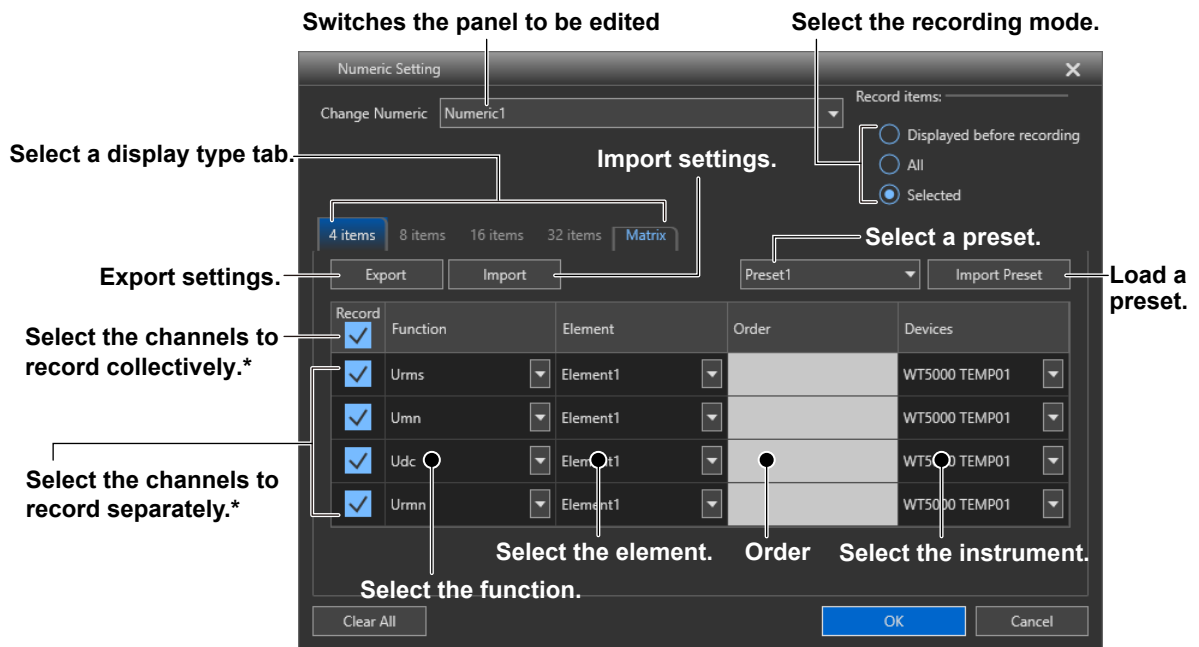 Switches the panel to be edited
Select the recording mode.
Numeric Setting
Change Numeric
Numeric1
Record items:
Displayed before recording
All
Selected
Select a display type tab.
Import settings.
4 items
8 items
16 items
32 items
Matrix
Select a preset.
Export settings.
Export
Import
Preset1
Import Preset
Load a
preset.
Select the channels to
record collectively.*
Record
Function
Element
Order
Devices
Urms
Element1
WT5000 TEMP01
Umn
Element1
WT5000 TEMP01
Udc
Element1
WT5000 TEMP01
Urmn
Element1
WT5000 TEMP01
Select the channels to
record separately.*
Select the element.
Order
Select the instrument.
Select the function.
Clear All
OK
Cancel